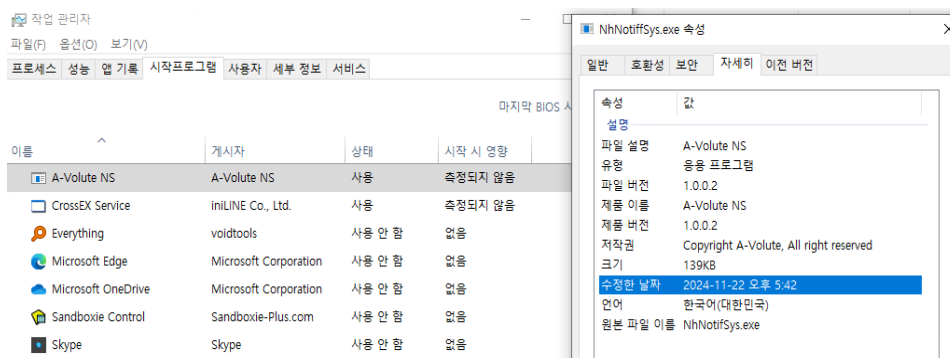 작업 관리자
파일(F) 옵션(O) 보기(V)
프로세스 성능 앱 기록 시작프로그램 사용자 세부 정보 서비스
마지막 BIOS
이름 게시자 상태 시작 시 영향
A-Volute NS A-Volute NS 사용 측정되지 않음
CrossEX Service iniLINE Co., Ltd. 사용 측정되지 않음
Everything voidtools 사용 안 함 없음
Microsoft Edge Microsoft Corporation 사용 안 함 없음
Microsoft OneDrive Microsoft Corporation 사용 안 함 없음
Sandboxie Control Sandboxie-Plus.com 사용 안 함 없음
Skype Skype 사용 안 함 없음
NhNotiffSys.exe 속성
일반 호환성 보안 자세히 이전 버전
속성 값
설명
파일 설명 A-Volute NS
유형 응용 프로그램
파일 버전 1.0.0.2
제품 이름 A-Volute NS
제품 버전 1.0.0.2
저작권 Copyright A-Volute, All right reserved
크기 139KB
수정한 날짜 2024-11-22 오후 5:42
언어 한국어(대한민국)
원본 파일 이름 NhNotifSys.exe